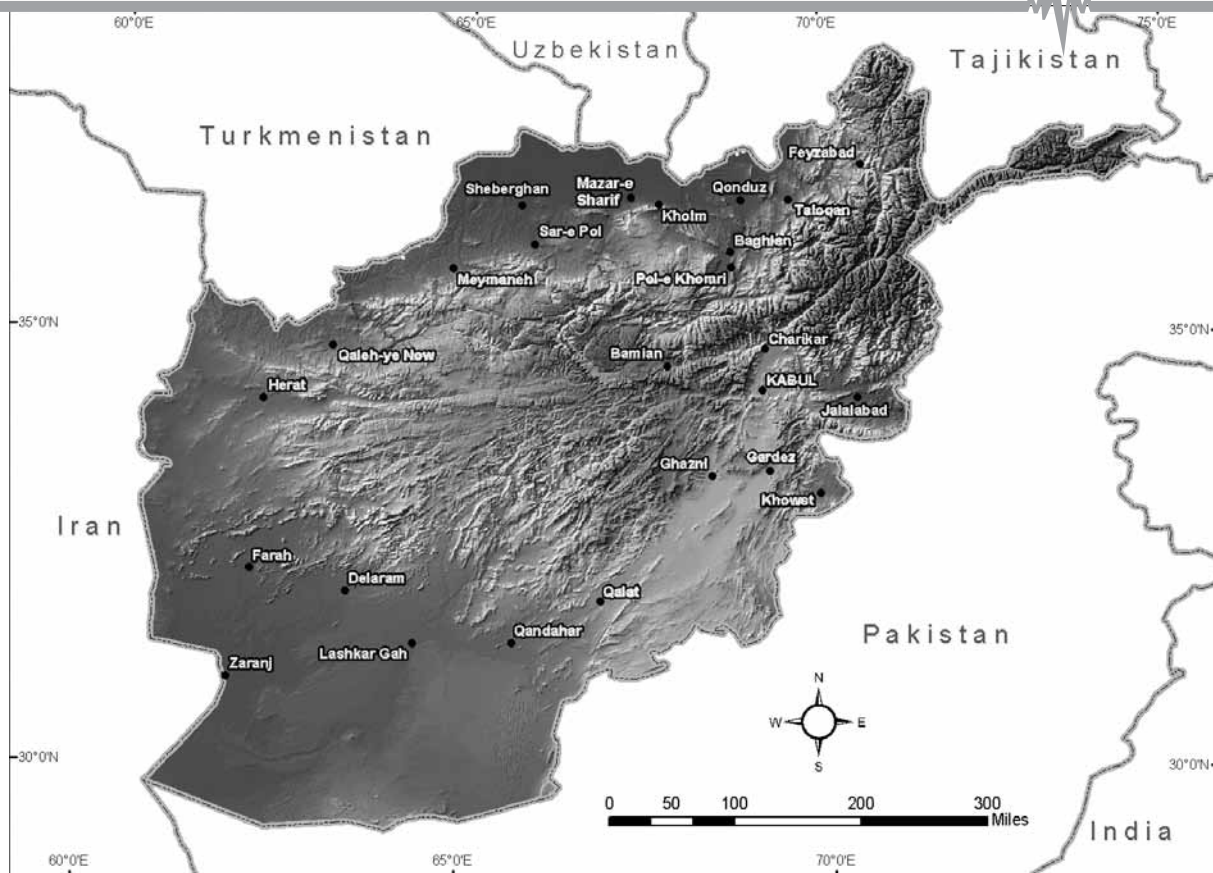 60°0'E
65°0'E
70°0'E
75°0'E
Uzbekistan
Tajikistan
Turkmenistan
Feyzabad
Sheberghan
Mazar-e
Sharif
Qonduz
Kholm
Taloqan
Sar-e Pol
Baghlan
Meymaneh
Pol-e Khomri
35°0'N
35°0'N
Qaleh-ye Now
Bamian
Charikar
Herat
KABUL
Jalalabad
Ghazni
Gardez
Khowst
Iran
Farah
Delaram
Qalat
Qandahar
Lashkar Gah
Zaranj
Pakistan
N
W
E
S
30°0'N
30°0'N
0
50
100
200
300
Miles
India
60°0'E
65°0'E
70°0'E